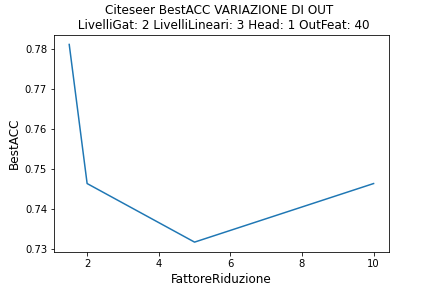 Citeseer BestACC VARIAZIONE DI OUT
LivelliGat: 2 LivelliLineari: 3 Head: 1 OutFeat: 40
0.78
0.77
0.76
0.75
0.74
0.73
BestACC
2
4
6
8
10
FattoreRiduzione